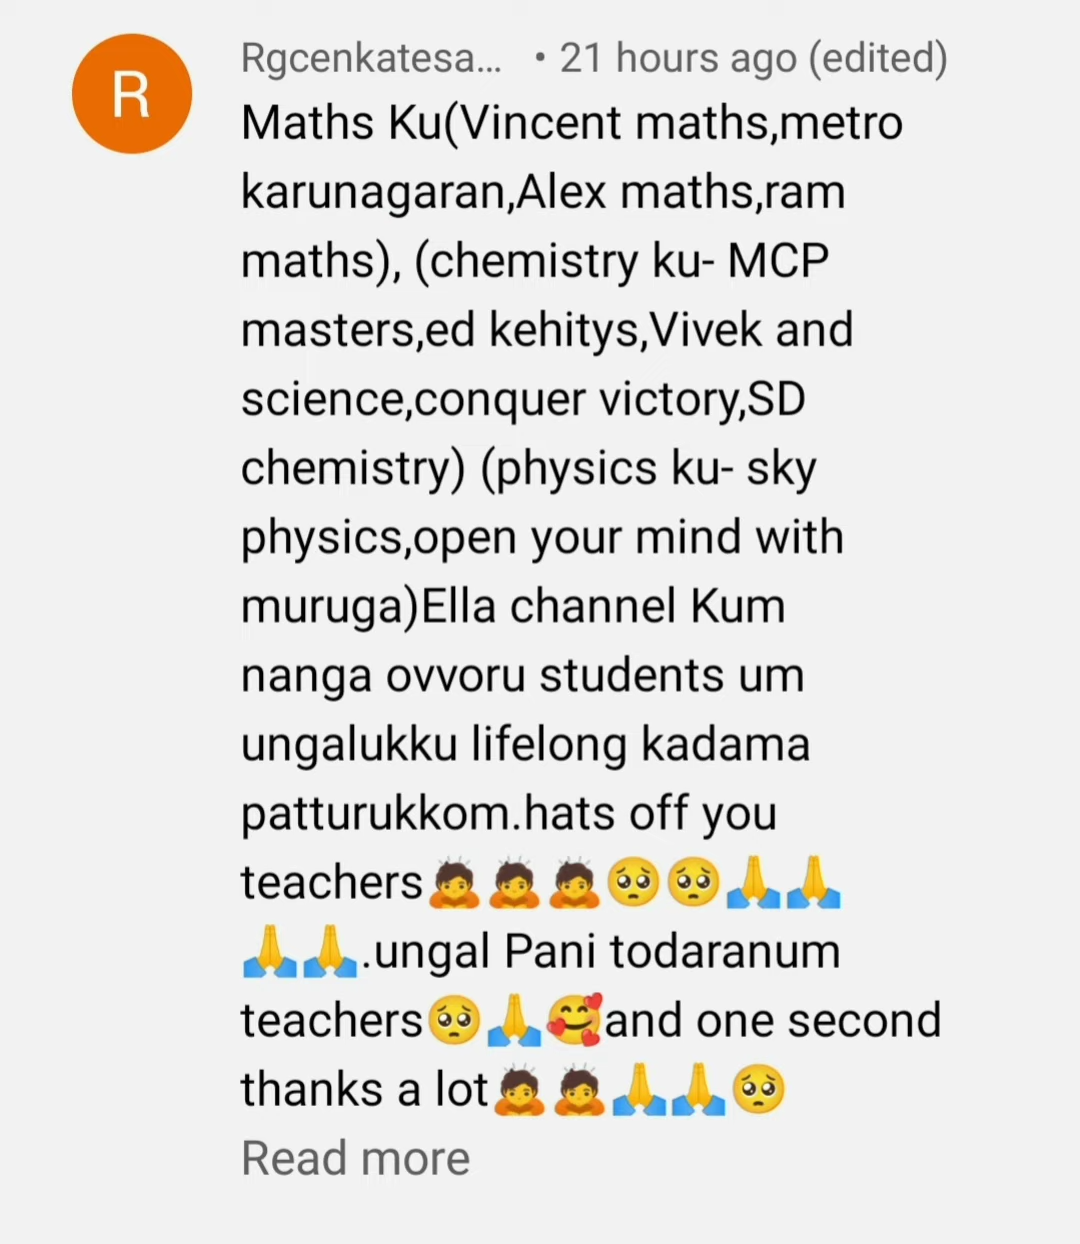 R
Rgcenkatesa... • 21 hours ago (edited)
Maths Ku(Vincent maths,metro
karunagaran,Alex maths,ram
maths), (chemistry ku- MCP
masters,ed kehitys,Vivek and
science,conquer victory,SD
chemistry) (physics ku- sky
physics,open your mind with
muruga)Ella channel Kum
nanga ovvoru students um
ungalukku lifelong kadama
patturukkom.hats off you
teachers🙇🙇🙇🥺🥺🙏🙏
🙏🙏.ungal Pani todaranum
teachers🥺🙏🥰and one second
thanks a lot🙇🙇🙏🙏🥺
Read more